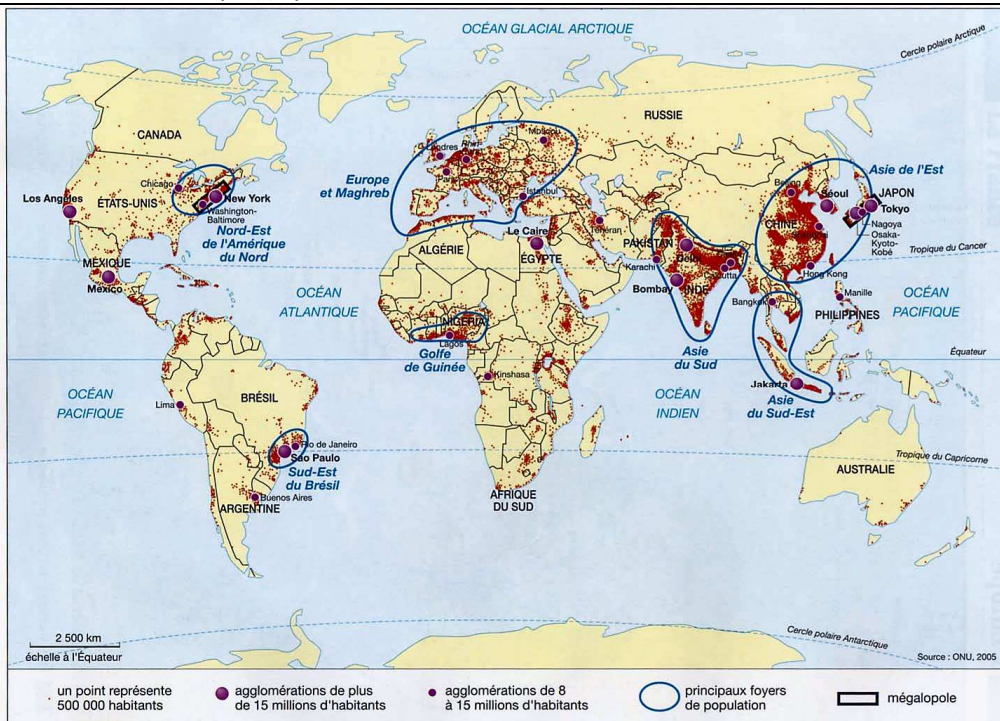 OCÉAN GLACIAL ARCTIQUE
Cercle polaire Arctique
RUSSIE
CANADA
Moscou
Londres
Rhin-
Paris
Europe
et Maghreb
Istanbul
Asie de l'Est
Chicago
Los Angeles
ÉTATS-UNIS
New York
Washington-
Baltimore
Nord-Est
de l'Amérique
du Nord
Beijing
Séoul
JAPON
Tokyo
CHINE
Nagoya
Osaka-
Kyoto-
Kobé
Téhéran
Le Caire
ALGÉRIE
ÉGYPTE
PAKISTAN
Delhi
Karachi
Calcutta
Tropique du Cancer
MEXIQUE
Mexico
Bombay
INDE
Hong Kong
Bangkok
Manille
PHILIPPINES
OCÉAN
ATLANTIQUE
OCÉAN
PACIFIQUE
NIGÉRIA
Lagos
Golfe
de Guinée
Asie
du Sud
Équateur
Kinshasa
Jakarta
Asie
du Sud-Est
OCÉAN
PACIFIQUE
Lima
BRÉSIL
OCÉAN
INDIEN
Rio de Janeiro
Sao Paulo
Sud-Est
du Brésil
Tropique du Capricorne
AUSTRALIE
Buenos Aires
ARGENTINE
AFRIQUE
DU SUD
2 500 km
échelle à l'Équateur
Cercle polaire Antarctique
Source : ONU, 2005
un point représente
500 000 habitants
agglomérations de plus
de 15 millions d'habitants
agglomérations de 8
à 15 millions d'habitants
principaux foyers
de population
mégalopole